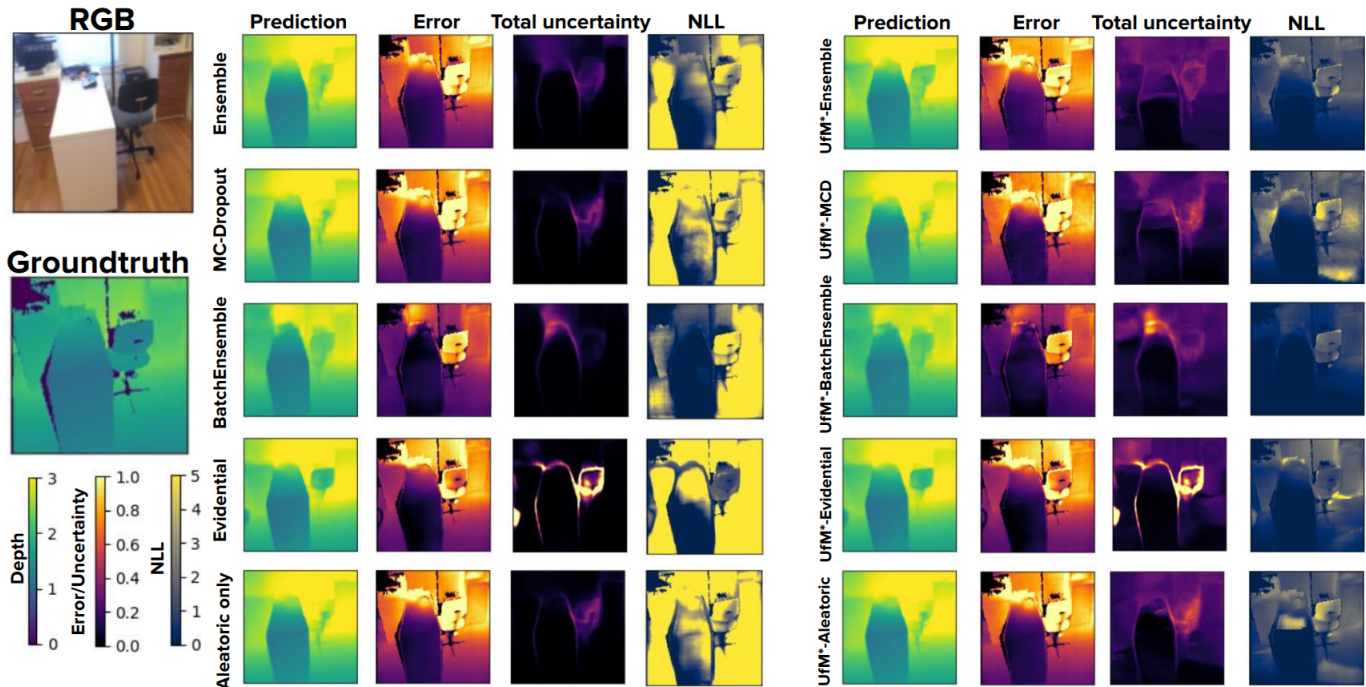 RGB
Prediction Error Total uncertainty NLL
Prediction Error Total uncertainty NLL
Ensemble
UfM*-Ensemble
MC-Dropout
UfM*-MCD
Groundtruth
BatchEnsemble
UfM*-BatchEnsemble
Evidential
UfM*-Evidential
Aleatoric only
UfM*-Aleatoric
Depth
3
2
1
0
Error/Uncertainty
1.0
0.8
0.6
0.4
0.2
0.0
NLL
5
4
3
2
1
0